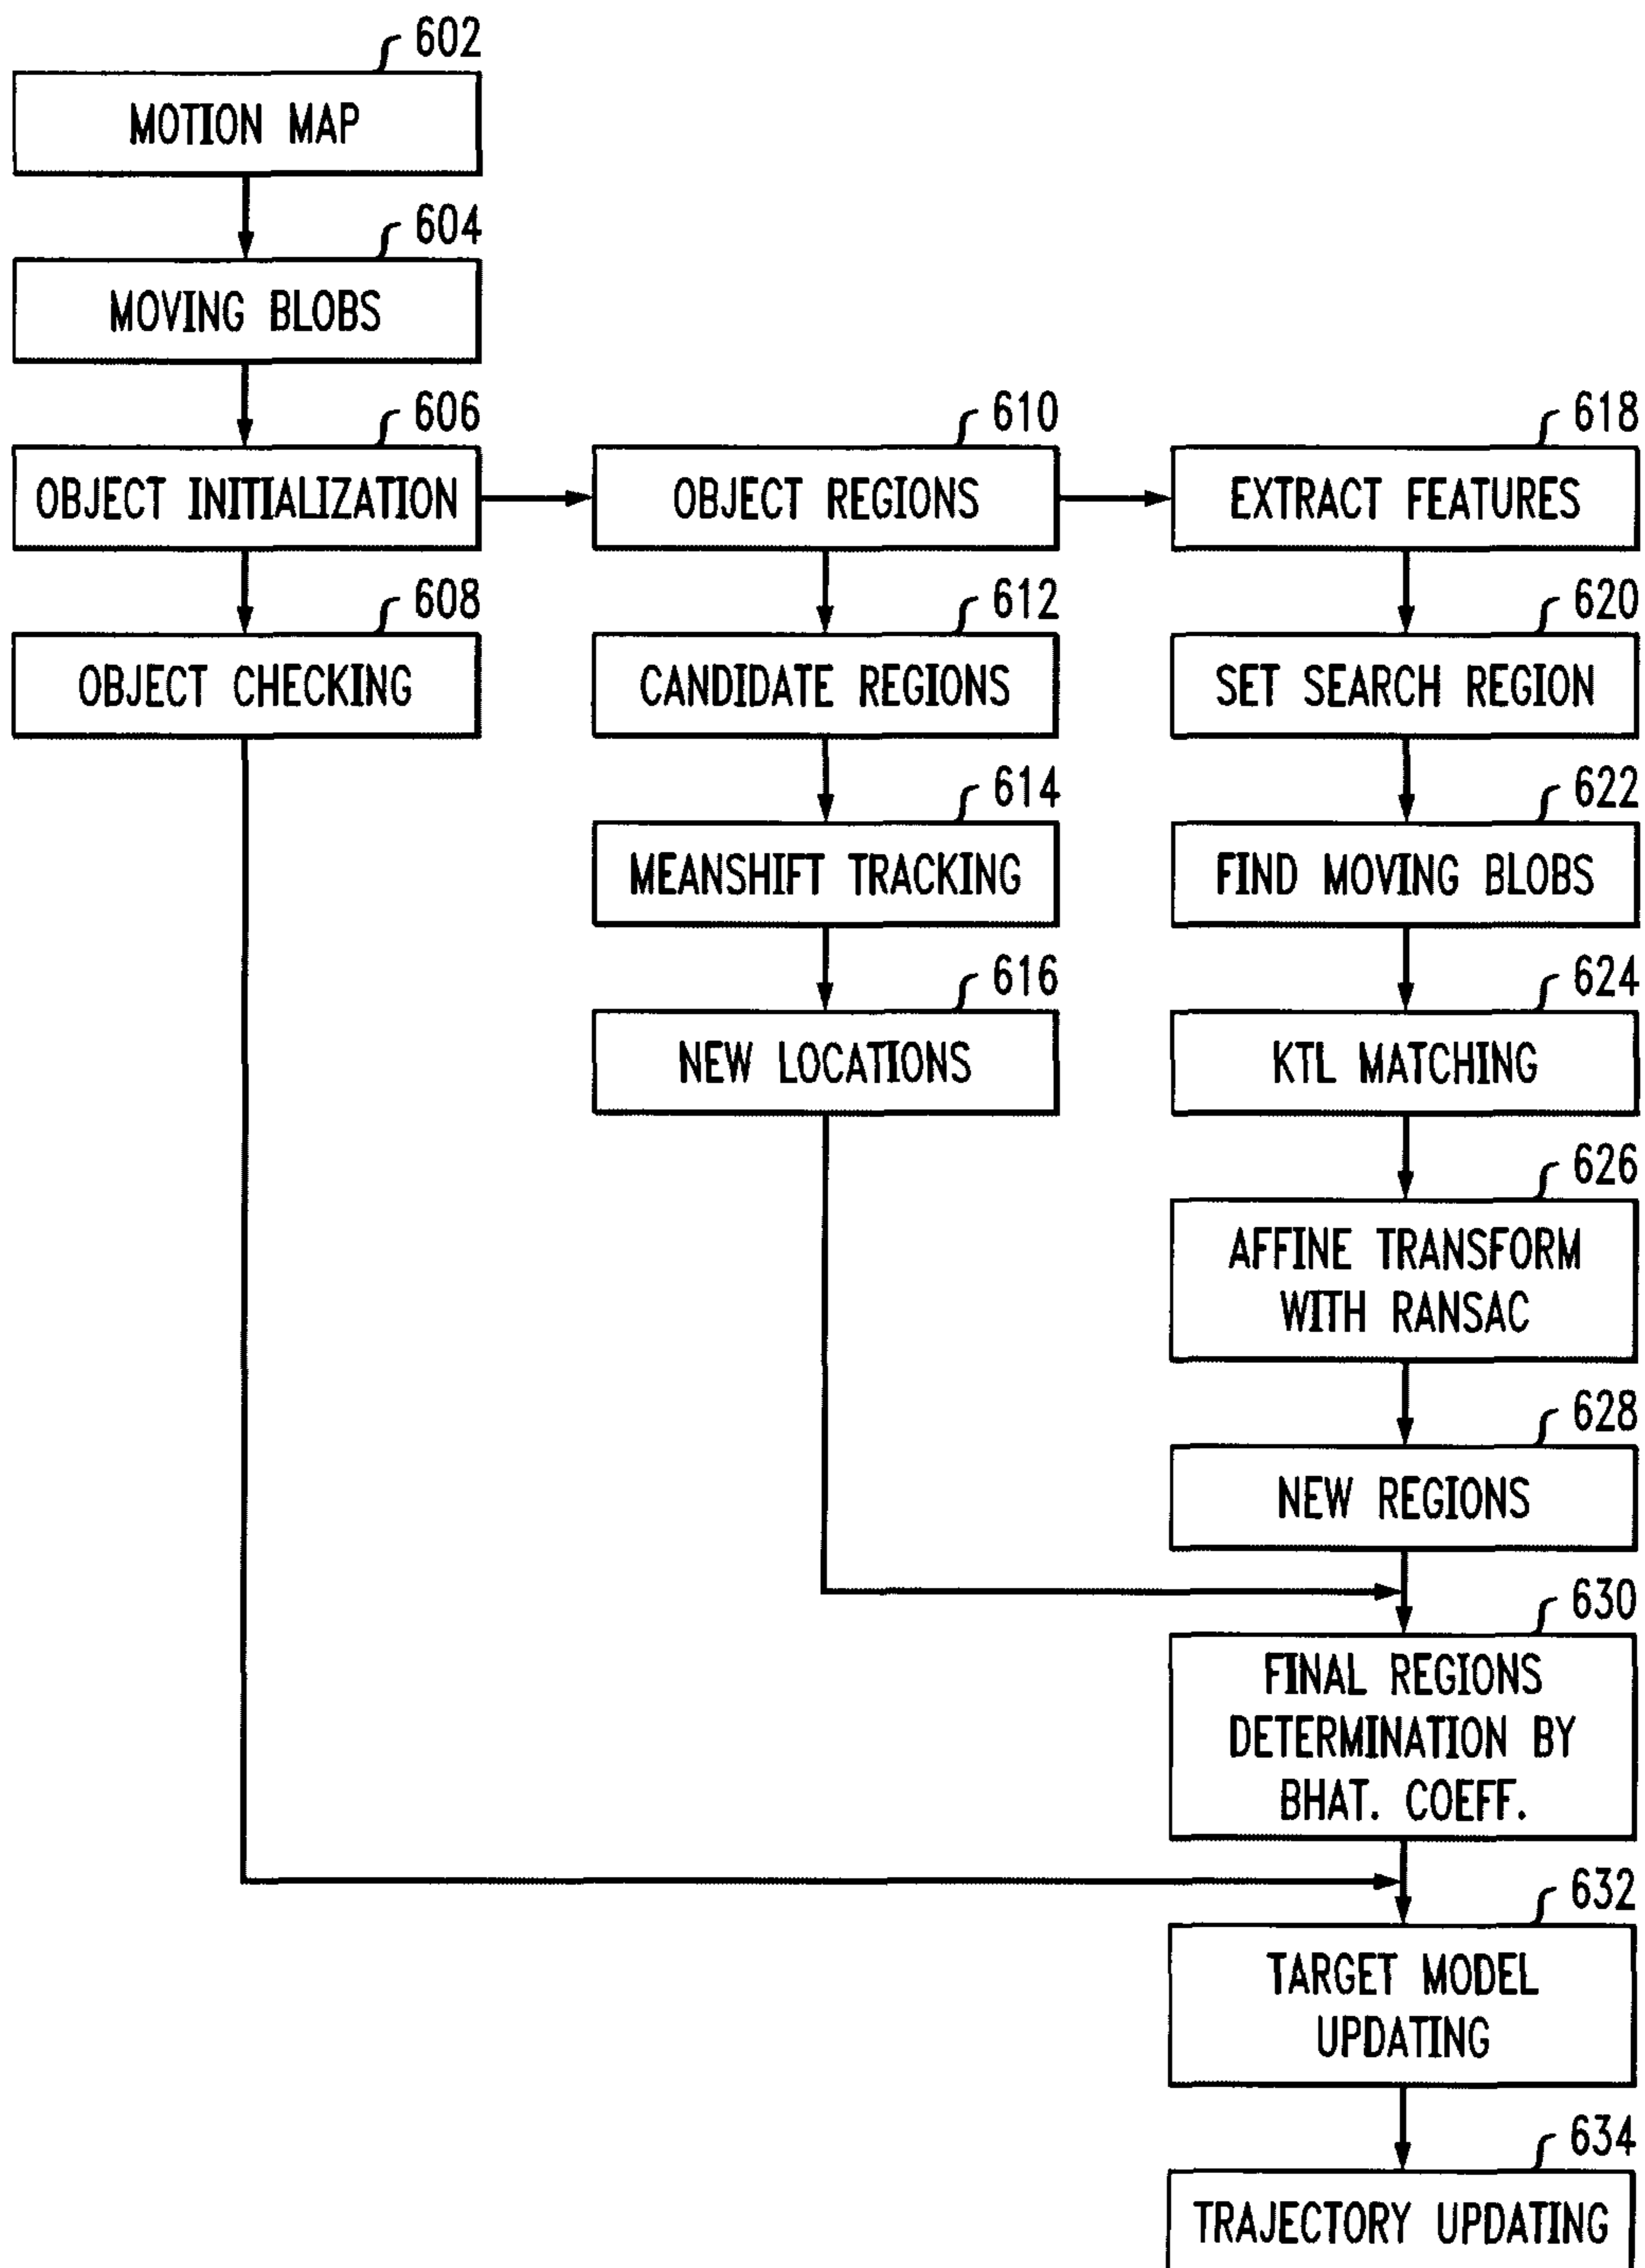 602
MOTION MAP
604
MOVING BLOBS
606
OBJECT INITIALIZATION
608
OBJECT CHECKING
610
OBJECT REGIONS
612
CANDIDATE REGIONS
614
MEANSHIFT TRACKING
616
NEW LOCATIONS
618
EXTRACT FEATURES
620
SET SEARCH REGION
622
FIND MOVING BLOBS
624
KTL MATCHING
626
AFFINE TRANSFORM
WITH RANSAC
628
NEW REGIONS
630
FINAL REGIONS
DETERMINATION BY
BHAT. COEFF.
632
TARGET MODEL
UPDATING
634
TRAJECTORY UPDATING